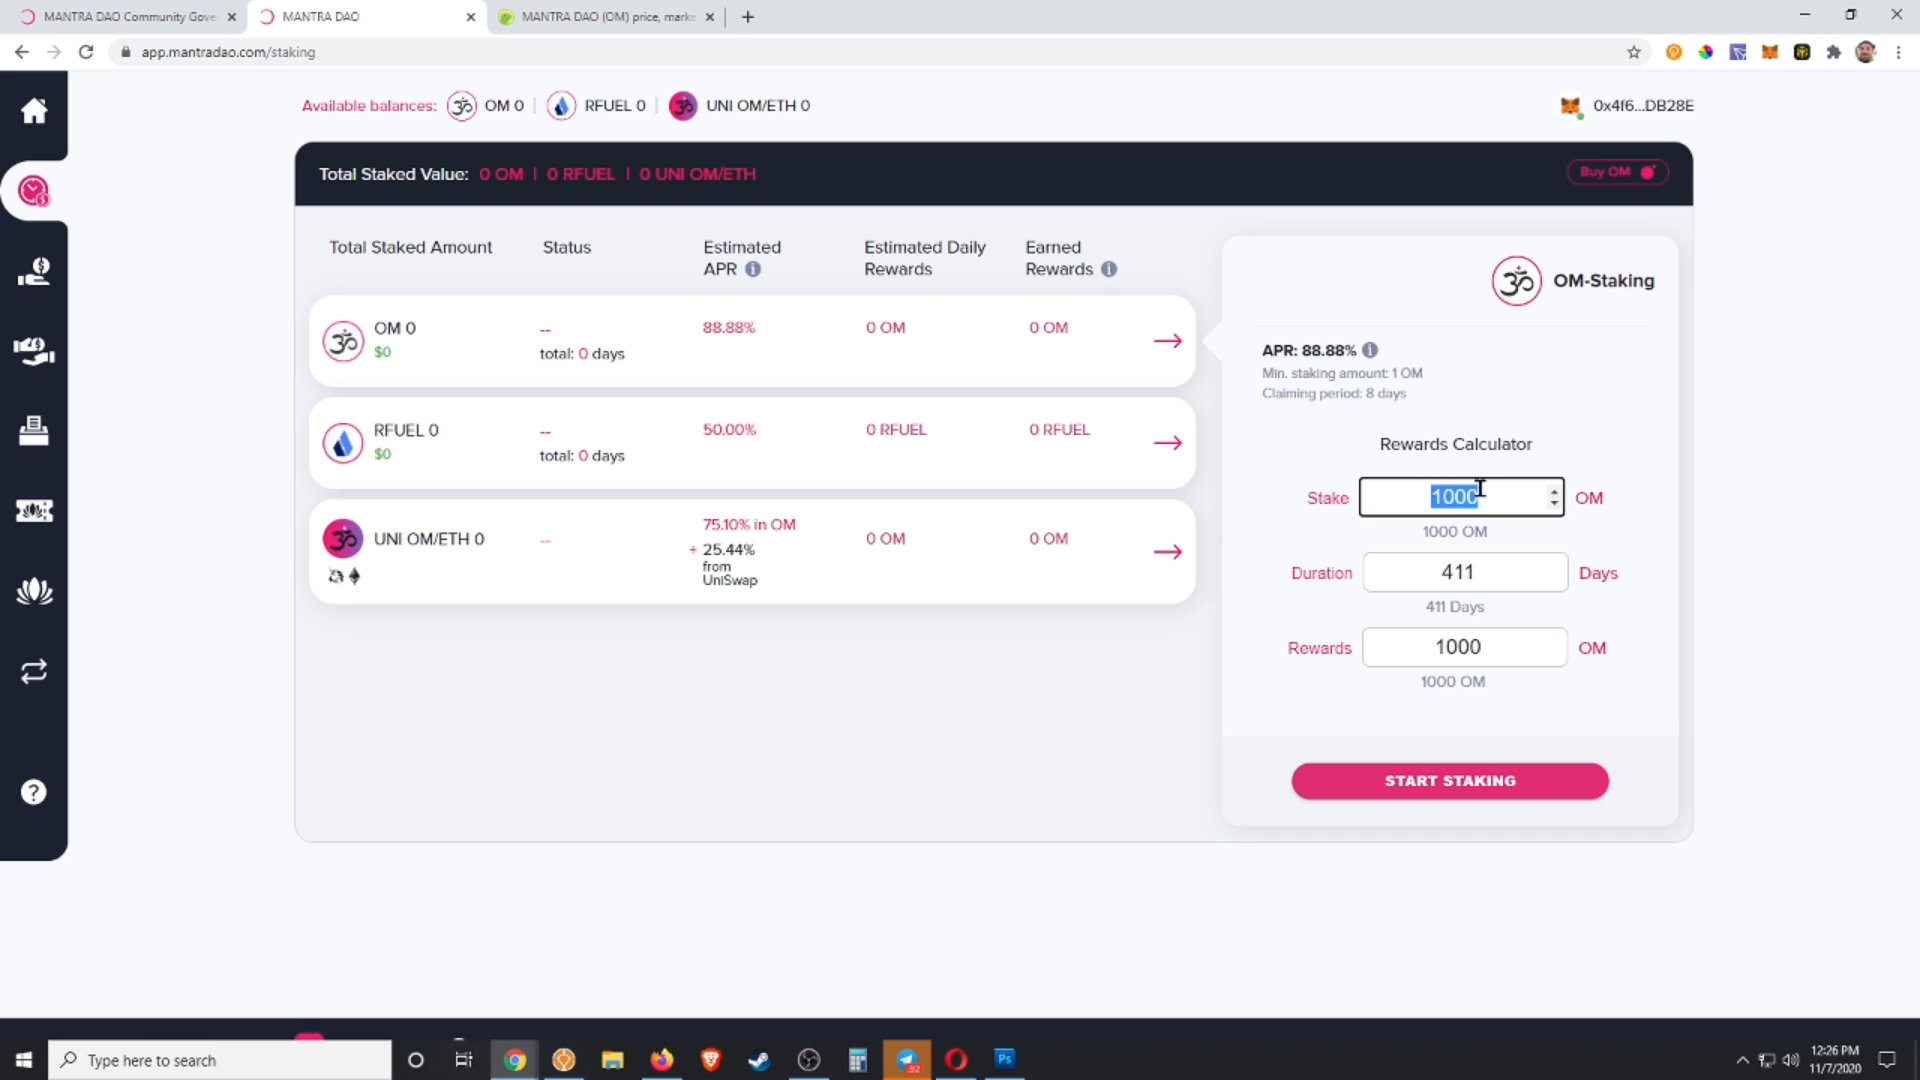 MANTRA DAO Community Gove
MANTRA DAO
MANTRA DAO (OM) price, marke
app.mantradao.com/staking
Available balances: OM 0 | RFUEL 0 | UNI OM/ETH 0
0x4f6...DB28E
Total Staked Value: 0 OM | 0 RFUEL | 0 UNI OM/ETH
Buy OM
Total Staked Amount
Status
Estimated
APR
Estimated Daily
Rewards
Earned
Rewards
OM 0
$0
--
total: 0 days
88.88%
0 OM
0 OM
RFUEL 0
$0
--
total: 0 days
50.00%
0 RFUEL
0 RFUEL
UNI OM/ETH 0
--
75.10% in OM
+ 25.44%
from
UniSwap
0 OM
0 OM
OM-Staking
APR: 88.88%
Min. staking amount: 1 OM
Claiming period: 8 days
Rewards Calculator
Stake 1000 OM
1000 OM
Duration 411 Days
411 Days
Rewards 1000 OM
1000 OM
START STAKING
Type here to search
Ps
12:26 PM
11/7/2020